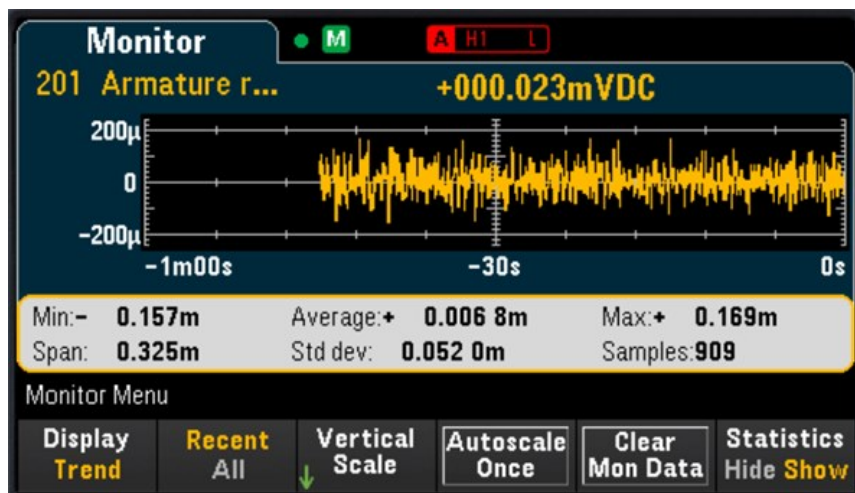 Monitor
M
A H1 L
201 Armature r... +000.023mVDC
200µ
0
-200µ
-1m00s -30s 0s
Min:- 0.157m Average:+ 0.006 8m Max:+ 0.169m
Span: 0.325m Std dev: 0.052 0m Samples:909
Monitor Menu
Display Recent Vertical Autoscale Clear Statistics
Trend All ↓ Scale Once Mon Data Hide Show